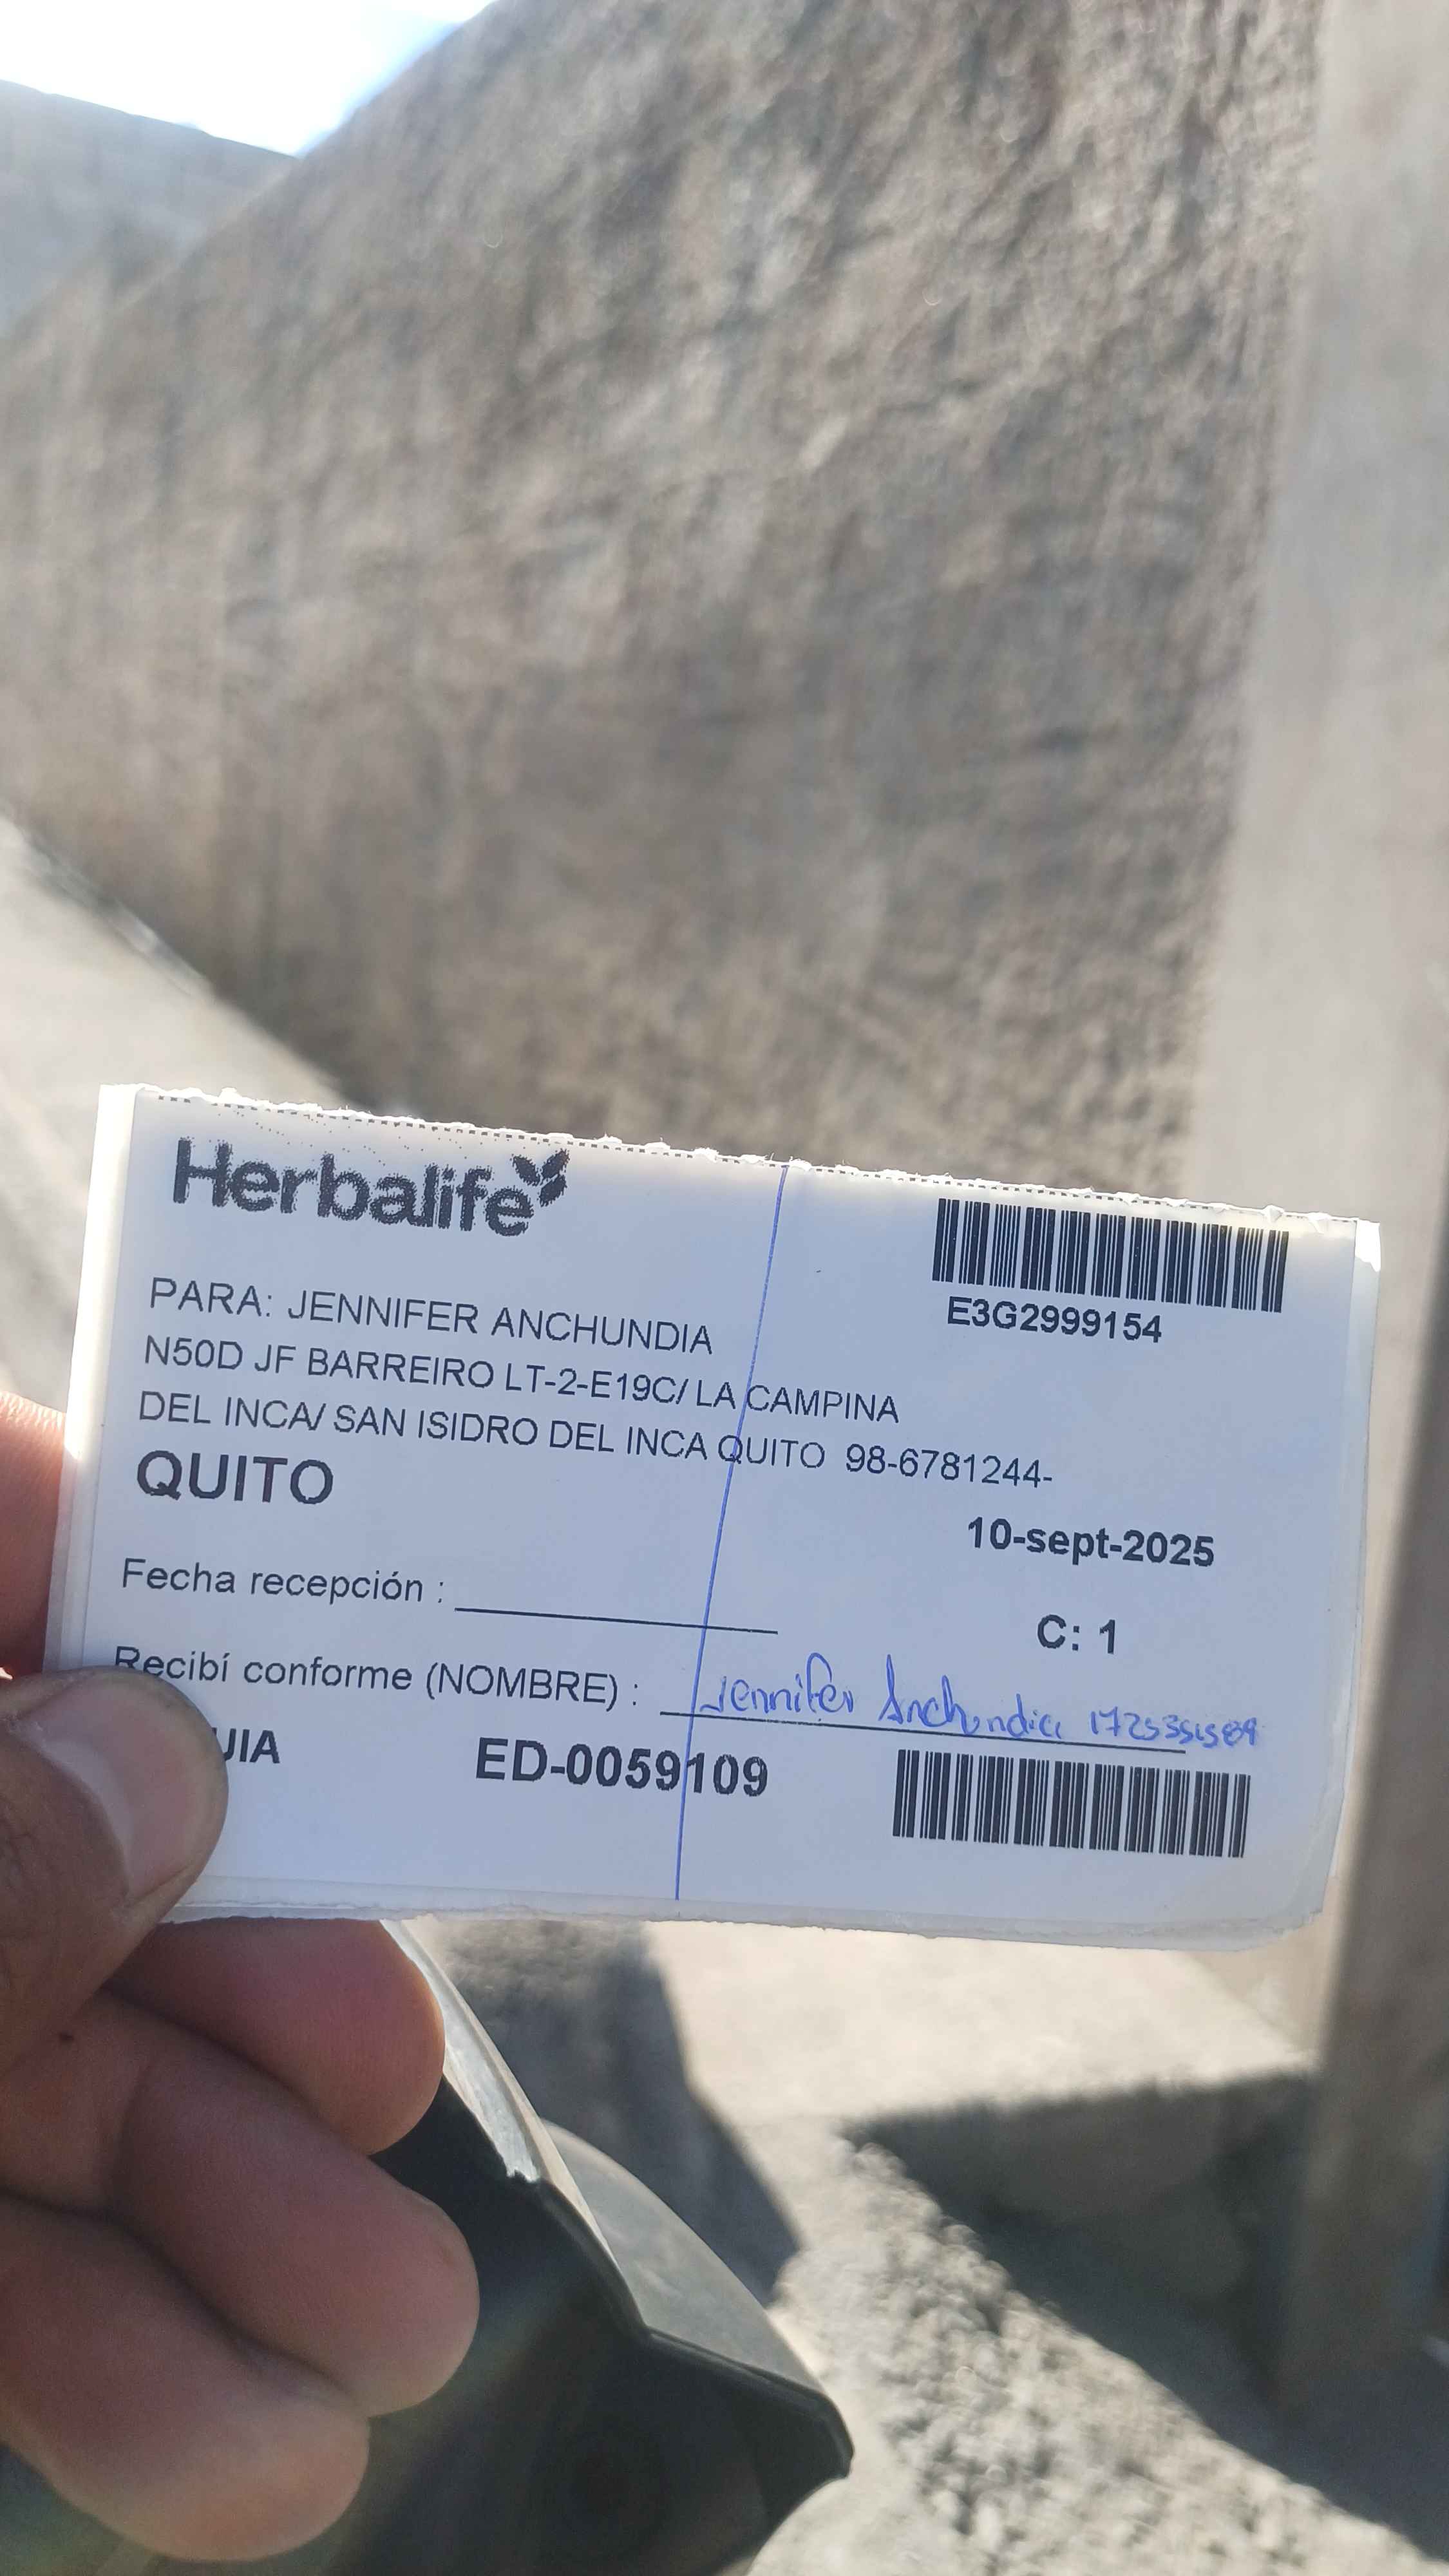 Herbalife
E3G2999154
PARA: JENNIFER ANCHUNDIA
N50D JF BARREIRO LT-2-E19C/ LA CAMPINA
DEL INCA/ SAN ISIDRO DEL INCA QUITO 98-6781244-
QUITO
10-sept-2025
Fecha recepción :
C: 1
Recibí conforme (NOMBRE) : Jennifer Anchundia
UIA ED-0059109